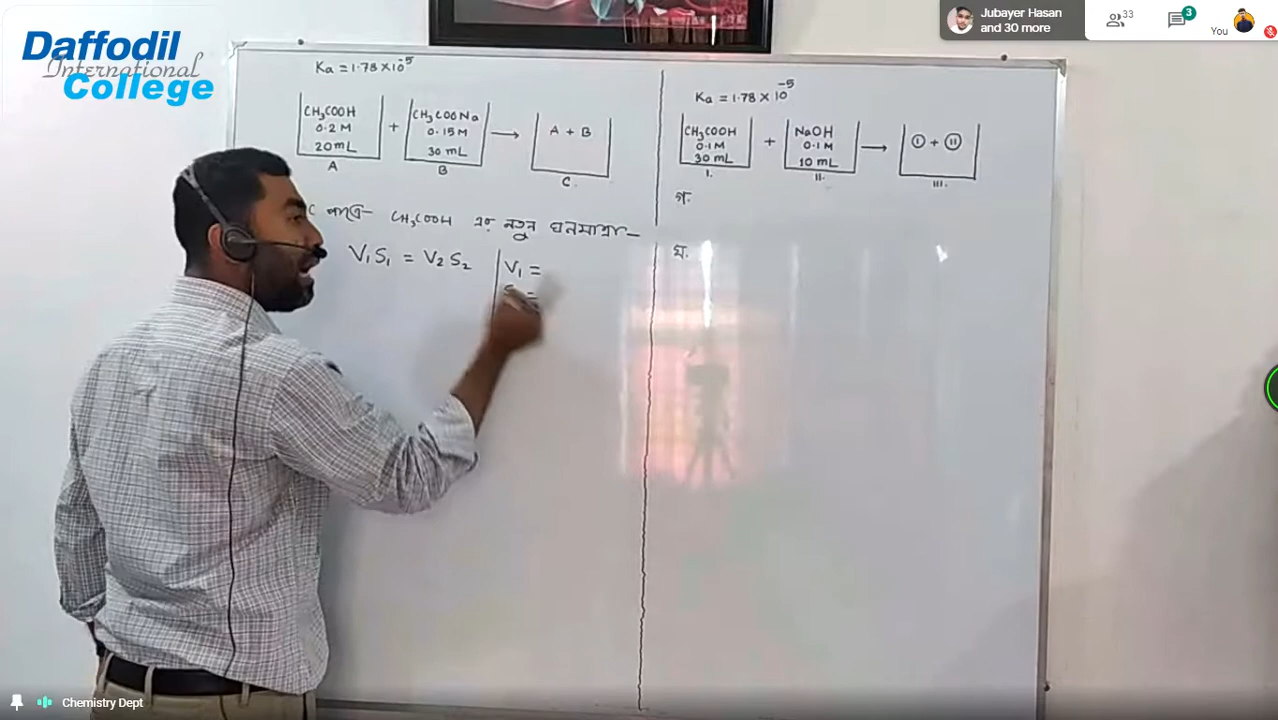 Daffodil
International
College
Jubayer Hasan
and 30 more
33
3
You
Ka = 1.78 × 10⁻⁵
CH₃COOH
0.2 M
20 mL
A
+
CH₃COONa
0.15 M
30 mL
B
→
A + B
C.
C পাত্রে CH₃COOH এর নতুন ঘনমাত্রা—
V₁S₁ = V₂S₂
V₁ =
=
Ka = 1.78 × 10⁻⁵
CH₃COOH
0.1 M
30 mL
I.
+
NaOH
0.1 M
10 mL
II.
→
Ⓘ + Ⓘⓘ
III.
গ.
ঘ.
Chemistry Dept